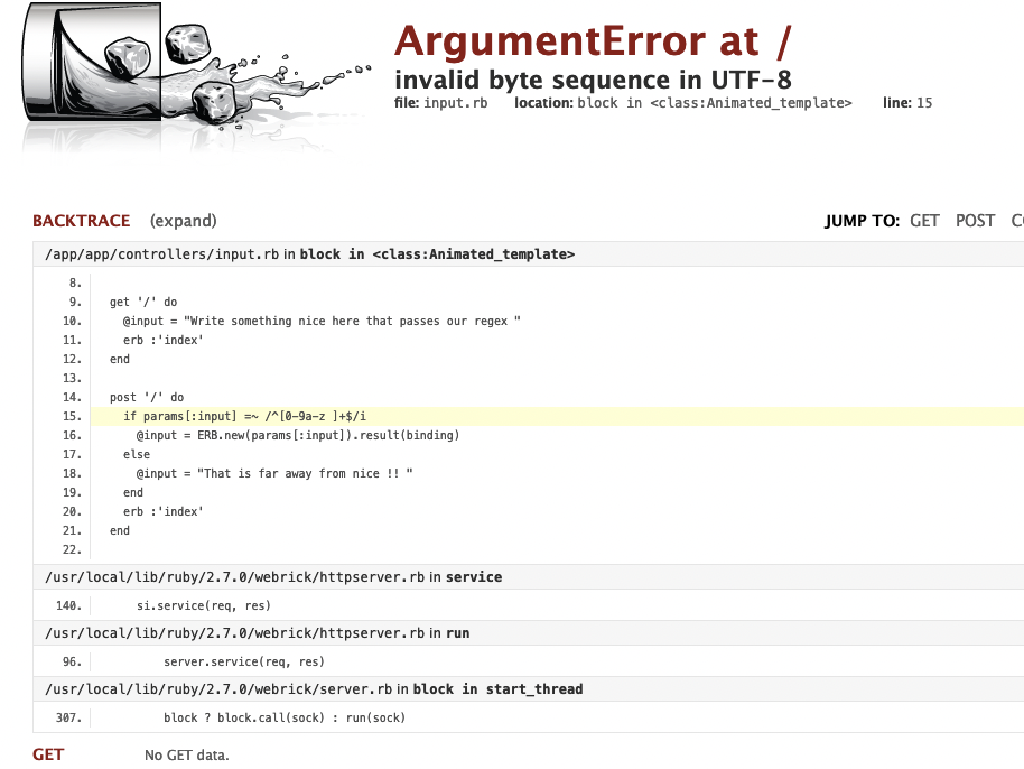 ArgumentError at /
invalid byte sequence in UTF-8
file: input.rb location: block in <class:Animated_template> line: 15
BACKTRACE (expand) JUMP TO: GET POST
/app/app/controllers/input.rb in block in <class:Animated_template>
8.
9. get '/' do
10. @input = "Write something nice here that passes our regex "
11. erb :'index'
12. end
13.
14. post '/' do
15. if params[:input] =~ /^[0-9a-z ]+$/i
16. @input = ERB.new(params[:input]).result(binding)
17. else
18. @input = "That is far away from nice !! "
19. end
20. erb :'index'
21. end
22.
/usr/local/lib/ruby/2.7.0/webrick/httpserver.rb in service
140. si.service(req, res)
/usr/local/lib/ruby/2.7.0/webrick/httpserver.rb in run
96. server.service(req, res)
/usr/local/lib/ruby/2.7.0/webrick/server.rb in block in start_thread
307. block ? block.call(sock) : run(sock)
GET No GET data.